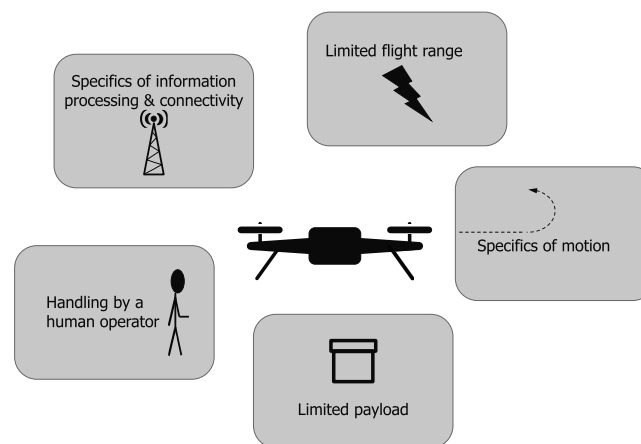 Limited flight range
Specifics of information
processing & connectivity
Specifics of motion
Handling by a
human operator
Limited payload